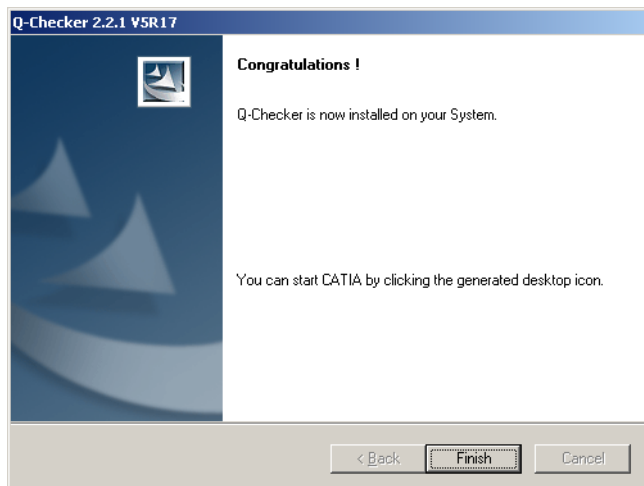 Q-Checker 2.2.1 V5R17
Congratulations !
Q-Checker is now installed on your System.
You can start CATIA by clicking the generated desktop icon.
< Back
Finish
Cancel